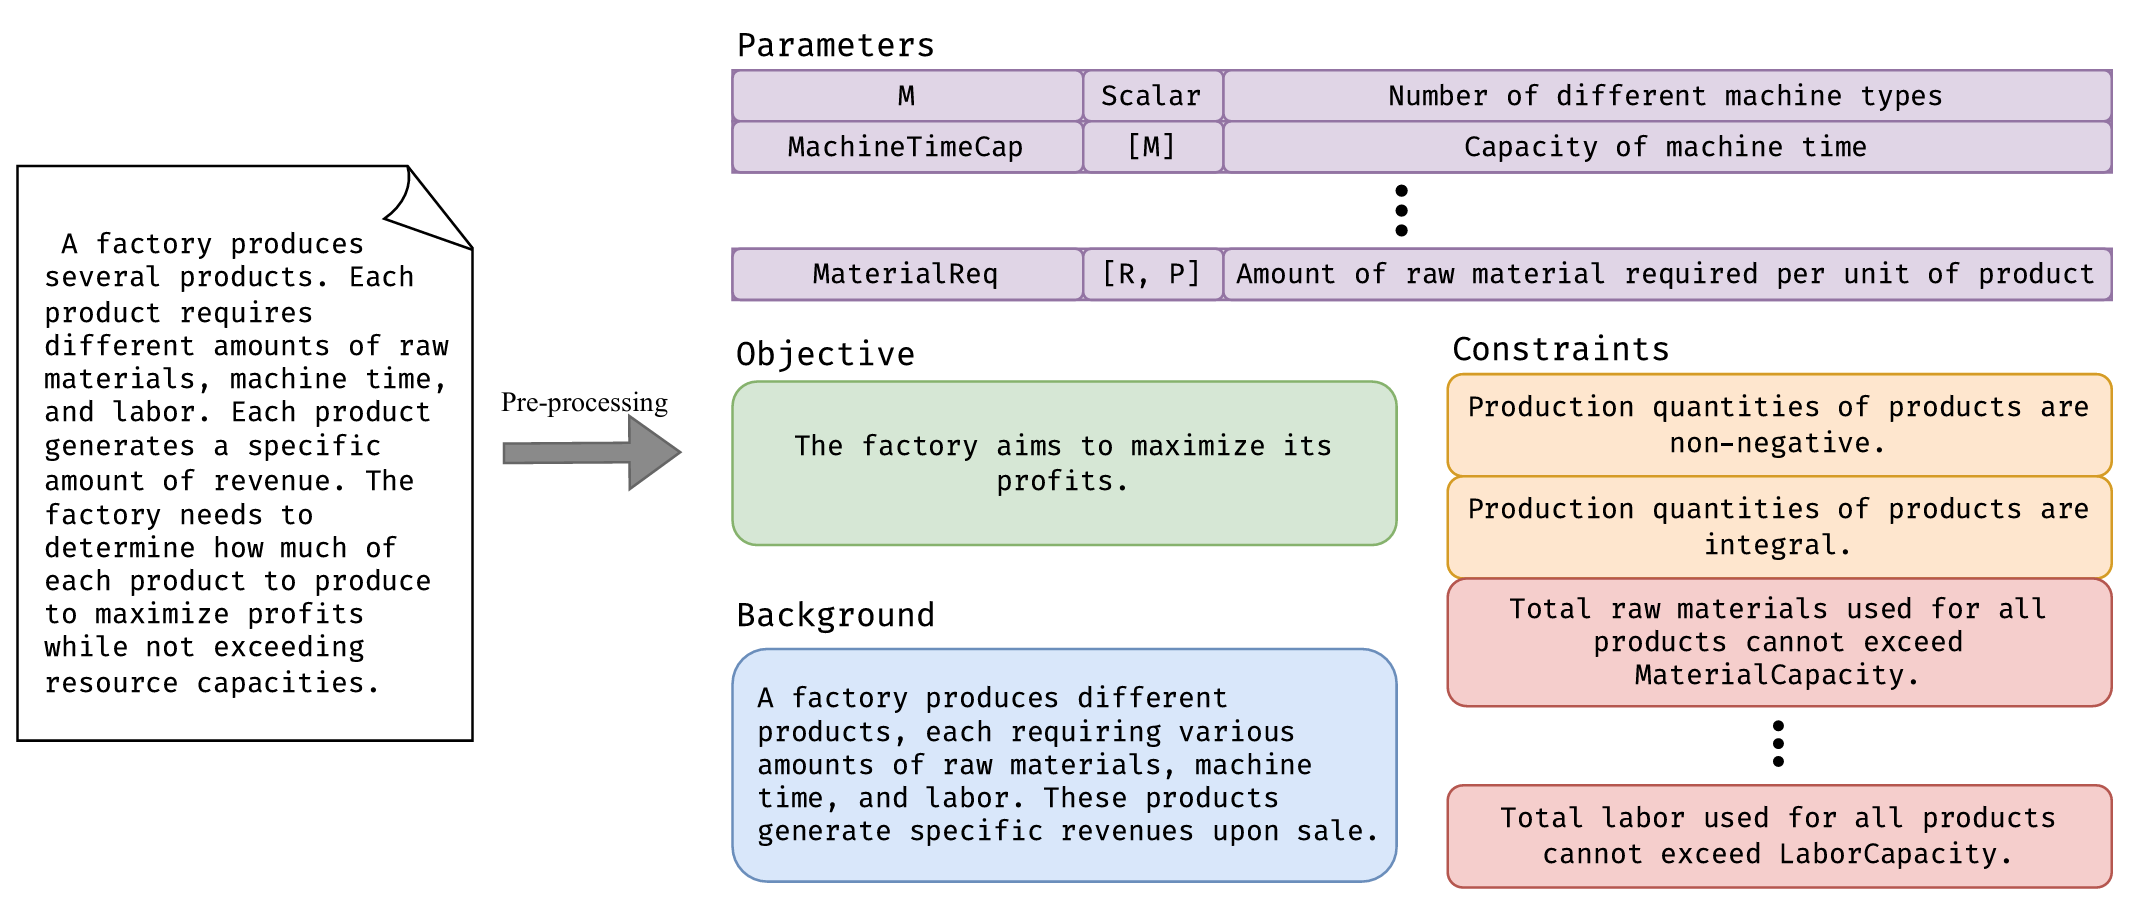 A factory produces
several products. Each
product requires
different amounts of raw
materials, machine time,
and labor. Each product
generates a specific
amount of revenue. The
factory needs to
determine how much of
each product to produce
to maximize profits
while not exceeding
resource capacities.
Pre-processing
Parameters
M Scalar Number of different machine types
MachineTimeCap [M] Capacity of machine time
MaterialReq [R, P] Amount of raw material required per unit of product
Objective
The factory aims to maximize its
profits.
Background
A factory produces different
products, each requiring various
amounts of raw materials, machine
time, and labor. These products
generate specific revenues upon sale.
Constraints
Production quantities of products are
non-negative.
Production quantities of products are
integral.
Total raw materials used for all
products cannot exceed
MaterialCapacity.
Total labor used for all products
cannot exceed LaborCapacity.